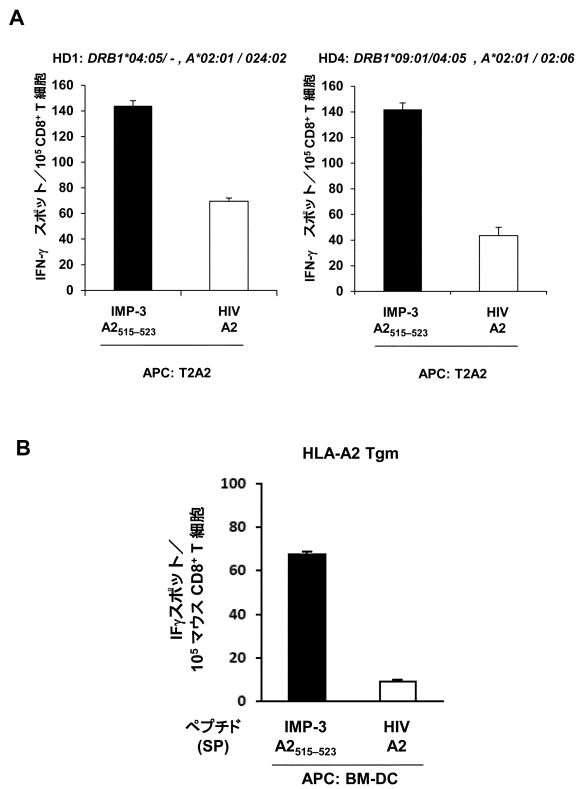 A
HD1: DRB1*04:05/ - , A*02:01 / 024:02
IFN-γ スポット／10⁵ CD8⁺ T 細胞
160
140
120
100
80
60
40
20
0
IMP-3
A2₅₁₅₋₅₂₃
HIV
A2
APC: T2A2
HD4: DRB1*09:01/04:05 , A*02:01 / 02:06
IFN-γ スポット／10⁵ CD8⁺ T 細胞
160
140
120
100
80
60
40
20
0
IMP-3
A2₅₁₅₋₅₂₃
HIV
A2
APC: T2A2
B
HLA-A2 Tgm
IFγスポット／
10⁵ マウス CD8⁺ T 細胞
100
80
60
40
20
0
ペプチド
(SP)
IMP-3
A2₅₁₅₋₅₂₃
HIV
A2
APC: BM-DC